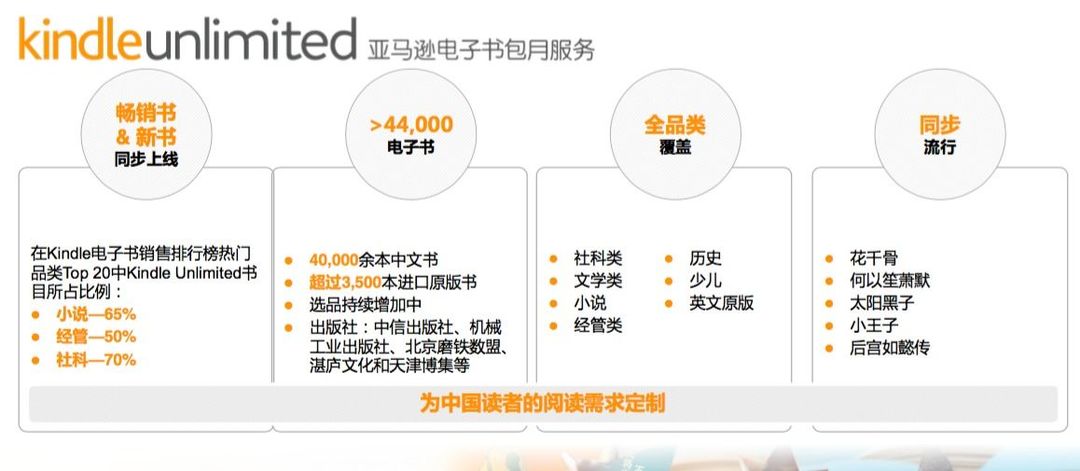 kindleunlimited 亚马逊电子书包月服务
畅销书
& 新书
同步上线
在Kindle电子书销售排行榜热门
品类Top 20中Kindle Unlimited书
目所占比例：
小说—65%
经管—50%
社科—70%
>44,000
电子书
40,000余本中文书
超过3,500本进口原版书
选品持续增加中
出版社：中信出版社、机械
工业出版社、北京磨铁数盟、
湛庐文化和天津博集等
全品类
覆盖
社科类
文学类
小说
经管类
历史
少儿
英文原版
同步
流行
花千骨
何以笙萧默
太阳黑子
小王子
后宫如懿传
为中国读者的阅读需求定制